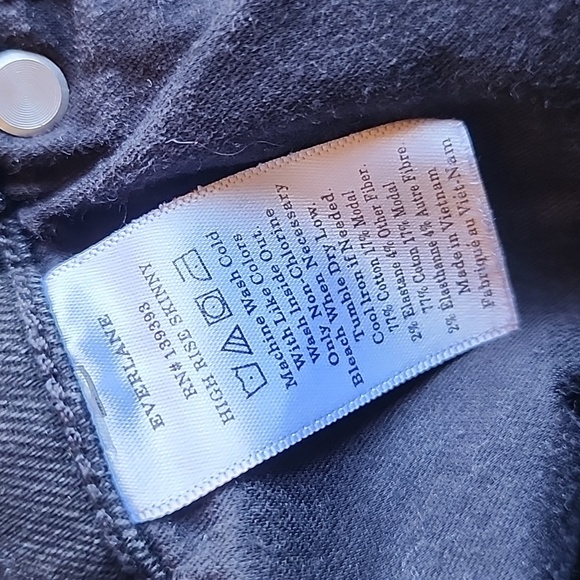 EVERLANE
RN# 139393
HIGH RISE SKINNY
Machine Wash Cold
With Like Colors
Wash Inside Out.
Only Non-Chlorine
Bleach When Necessary
Tumble Dry Low,
Cool Iron if Needed.
77% Cotton 17% Modal
2% Elastane 4% Other Fiber.
77% Coton 17% Modal
2% Elasthanne 4% Autre Fibre
Made in Vietnam
Fabriqué au Việt Nam